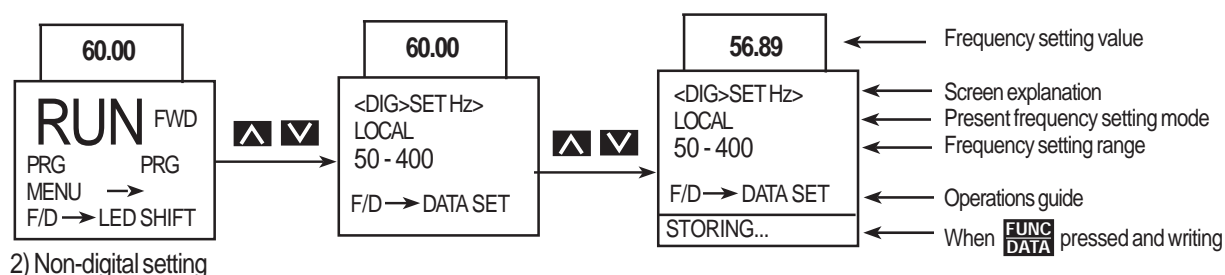 60.00
RUN FWD
PRG PRG
MENU →
F/D → LED SHIFT
60.00
<DIG>SET Hz>
LOCAL
50 - 400
F/D → DATA SET
56.89
<DIG>SET Hz>
LOCAL
50 - 400
F/D → DATA SET
STORING...
Frequency setting value
Screen explanation
Present frequency setting mode
Frequency setting range
Operations guide
When FUNC DATA pressed and writing
2) Non-digital setting